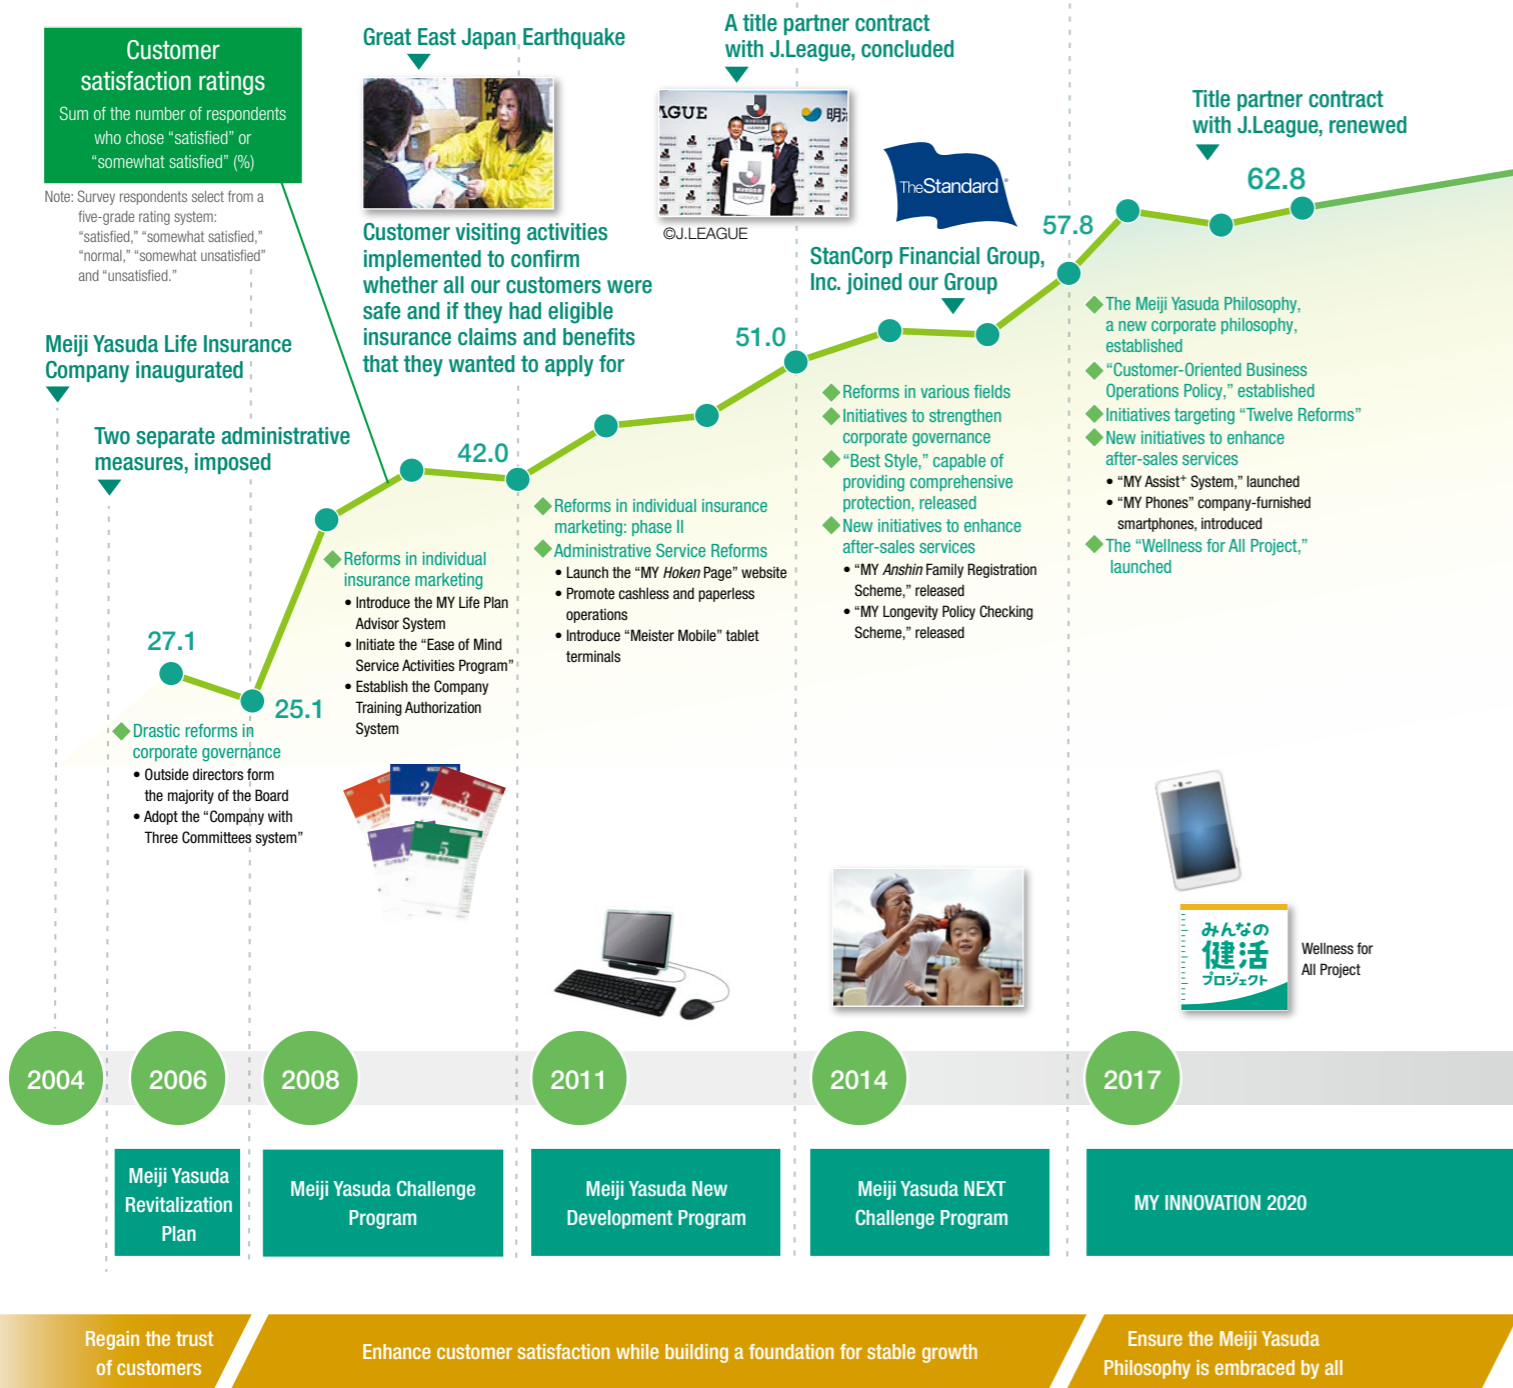 Customer
satisfaction ratings
Sum of the number of respondents
who chose “satisfied” or
“somewhat satisfied” (%)
Note: Survey respondents select from a
five-grade rating system:
“satisfied,” “somewhat satisfied,”
“normal,” “somewhat unsatisfied”
and “unsatisfied.”
Great East Japan Earthquake
Customer visiting activities
implemented to confirm
whether all our customers were
safe and if they had eligible
insurance claims and benefits
that they wanted to apply for
A title partner contract
with J.League, concluded
©J.LEAGUE
TheStandard
StanCorp Financial Group,
Inc. joined our Group
Title partner contract
with J.League, renewed
Meiji Yasuda Life Insurance
Company inaugurated
Two separate administrative
measures, imposed
27.1
25.1
42.0
51.0
57.8
62.8
Drastic reforms in
corporate governance
• Outside directors form
the majority of the Board
• Adopt the “Company with
Three Committees system”
Reforms in individual
insurance marketing
• Introduce the MY Life Plan
Advisor System
• Initiate the “Ease of Mind
Service Activities Program”
• Establish the Company
Training Authorization
System
Reforms in individual insurance
marketing: phase II
Administrative Service Reforms
• Launch the “MY Hoken Page” website
• Promote cashless and paperless
operations
• Introduce “Meister Mobile” tablet
terminals
Reforms in various fields
Initiatives to strengthen
corporate governance
“Best Style,” capable of
providing comprehensive
protection, released
New initiatives to enhance
after-sales services
• “MY Anshin Family Registration
Scheme,” released
• “MY Longevity Policy Checking
Scheme,” released
The Meiji Yasuda Philosophy,
a new corporate philosophy,
established
“Customer-Oriented Business
Operations Policy,” established
Initiatives targeting “Twelve Reforms”
New initiatives to enhance
after-sales services
• “MY Assist+ System,” launched
• “MY Phones” company-furnished
smartphones, introduced
The “Wellness for All Project,”
launched
みんなの
健活
プロジェクト
Wellness for
All Project
2004
2006
2008
2011
2014
2017
Meiji Yasuda
Revitalization
Plan
Meiji Yasuda Challenge
Program
Meiji Yasuda New
Development Program
Meiji Yasuda NEXT
Challenge Program
MY INNOVATION 2020
Regain the trust
of customers
Enhance customer satisfaction while building a foundation for stable growth
Ensure the Meiji Yasuda
Philosophy is embraced by all